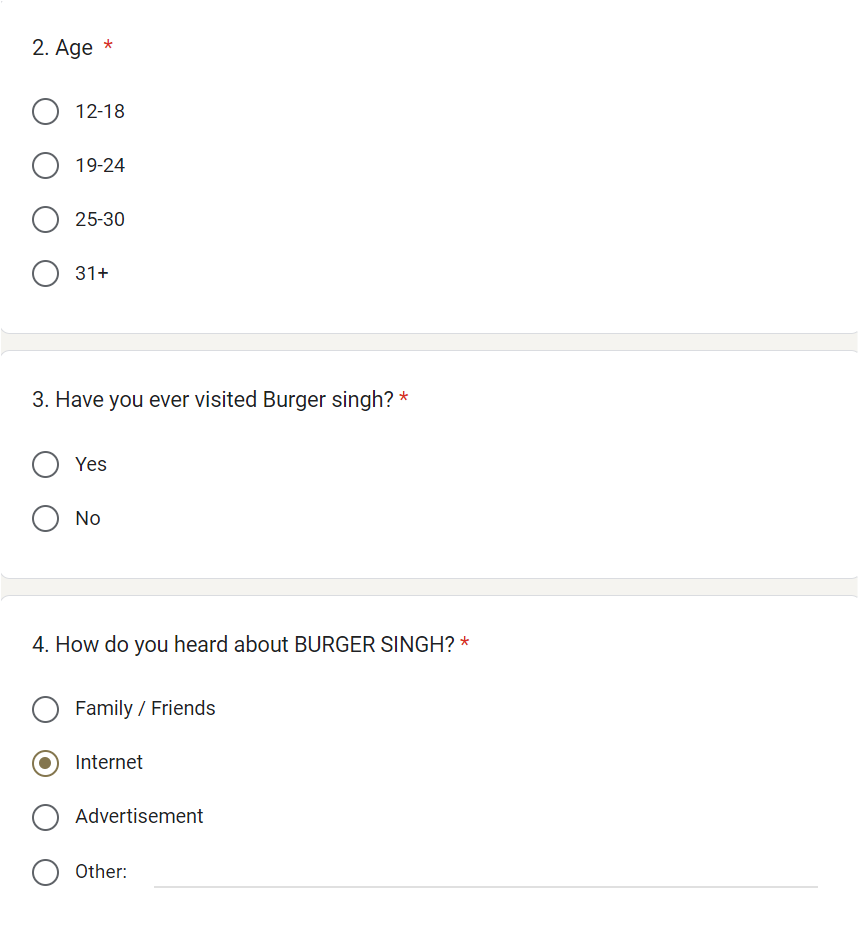 2. Age *
12-18
19-24
25-30
31+
3. Have you ever visited Burger singh? *
Yes
No
4. How do you heard about BURGER SINGH? *
Family / Friends
Internet
Advertisement
Other: